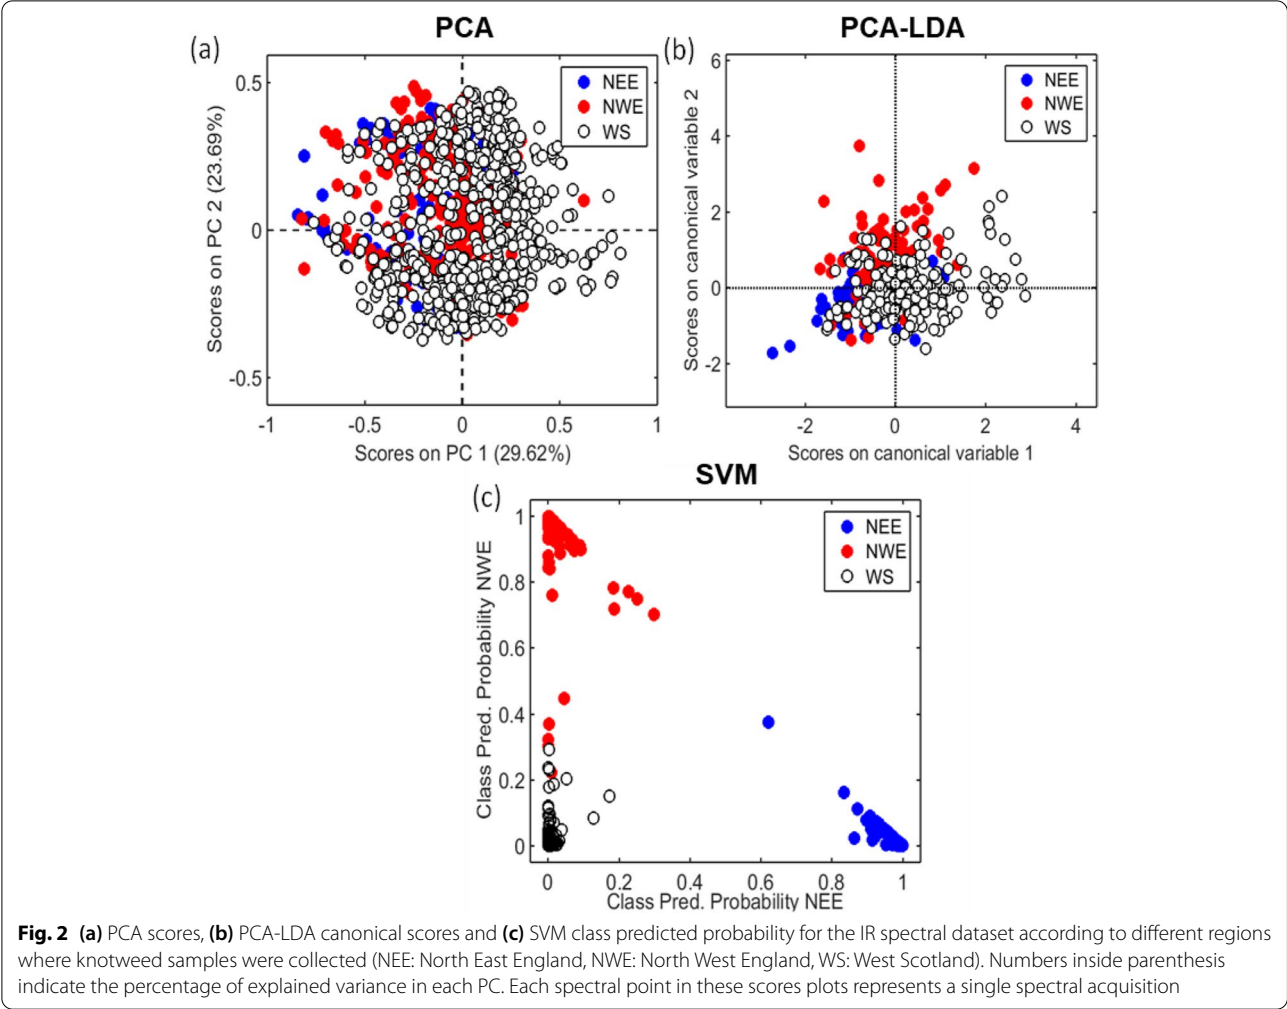 PCA
(a)
0.5
0
-0.5
-1
-0.5
0
0.5
1
Scores on PC 1 (29.62%)
Scores on PC 2 (23.69%)
NEE
NWE
WS
PCA-LDA
(b)
6
4
2
0
-2
-2
0
2
4
Scores on canonical variable 1
Scores on canonical variable 2
NEE
NWE
WS
SVM
(c)
1
0.8
0.6
0.4
0.2
0
0
0.2
0.4
0.6
0.8
1
Class Pred. Probability NEE
Class Pred. Probability NWE
NEE
NWE
WS
Fig. 2 (a) PCA scores, (b) PCA-LDA canonical scores and (c) SVM class predicted probability for the IR spectral dataset according to different regions
where knotweed samples were collected (NEE: North East England, NWE: North West England, WS: West Scotland). Numbers inside parenthesis
indicate the percentage of explained variance in each PC. Each spectral point in these scores plots represents a single spectral acquisition